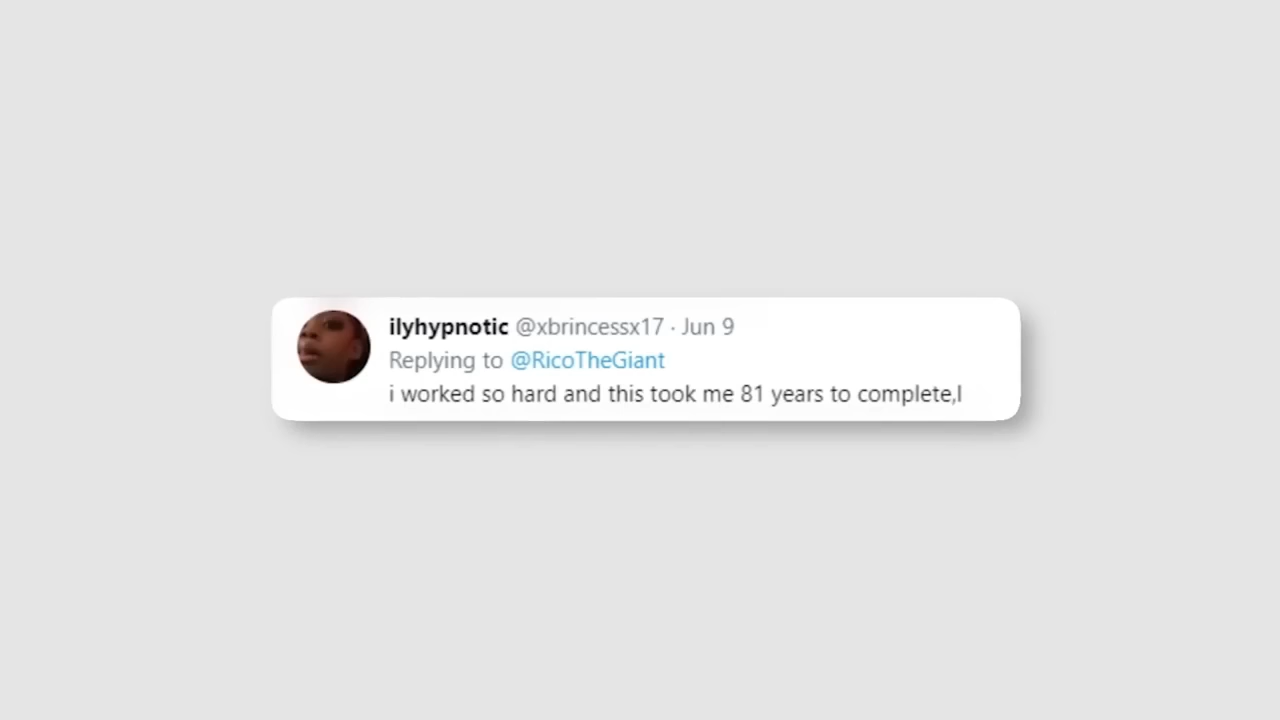 ilyhypnotic @xbrincessx17 · Jun 9
Replying to @RicoTheGiant
i worked so hard and this took me 81 years to complete,I